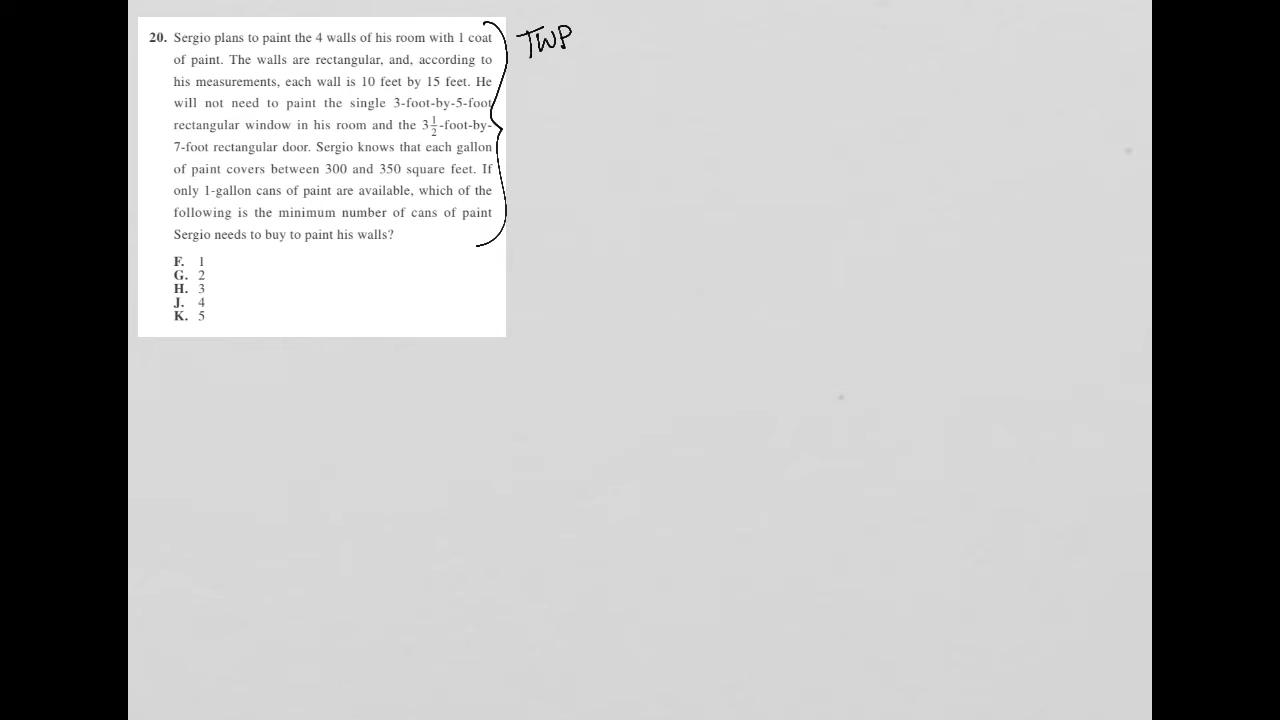 20. Sergio plans to paint the 4 walls of his room with 1 coat
of paint. The walls are rectangular, and, according to
his measurements, each wall is 10 feet by 15 feet. He
will not need to paint the single 3-foot-by-5-foot
rectangular window in his room and the 3 1/2-foot-by-
7-foot rectangular door. Sergio knows that each gallon
of paint covers between 300 and 350 square feet. If
only 1-gallon cans of paint are available, which of the
following is the minimum number of cans of paint
Sergio needs to buy to paint his walls?
F. 1
G. 2
H. 3
J. 4
K. 5
TWP